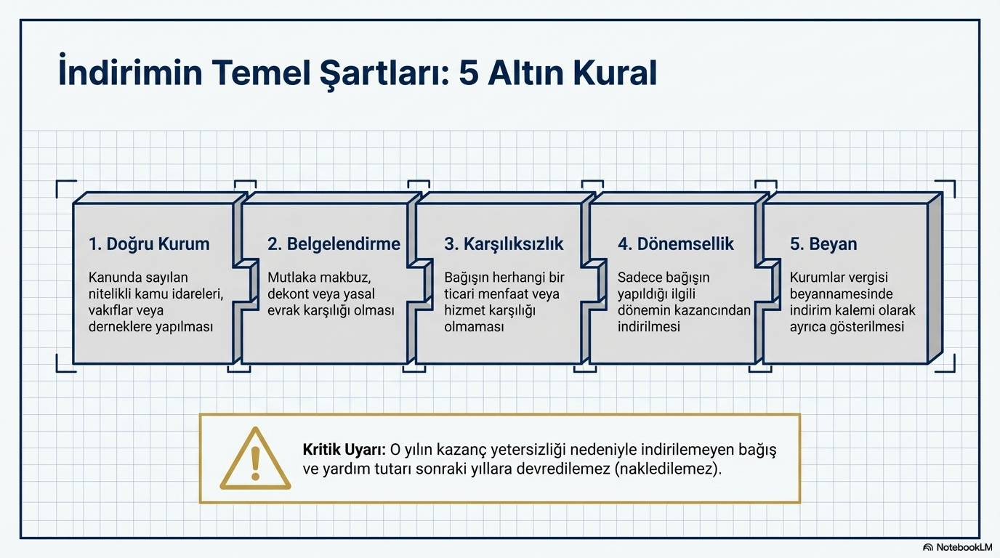 İndirimin Temel Şartları: 5 Altın Kural
1. Doğru Kurum
Kanunda sayılan
nitelikli kamu idareleri,
vakıflar veya
derneklere yapılması
2. Belgelendirme
Mutlaka makbuz,
dekont veya yasal
evrak karşılığı olması
3. Karşılıksızlık
Bağışın herhangi bir
ticari menfaat veya
hizmet karşılığı
olmaması
4. Dönemsellik
Sadece bağışın
yapıldığı ilgili
dönemin kazancından
indirilmesi
5. Beyan
Kurumlar vergisi
beyannamesinde
indirim kalemi olarak
ayrıca gösterilmesi
Kritik Uyarı: O yılın kazanç yetersizliği nedeniyle indirilemeyen bağış
ve yardım tutarı sonraki yıllara devredilemez (nakledilemez).
NotebookLM